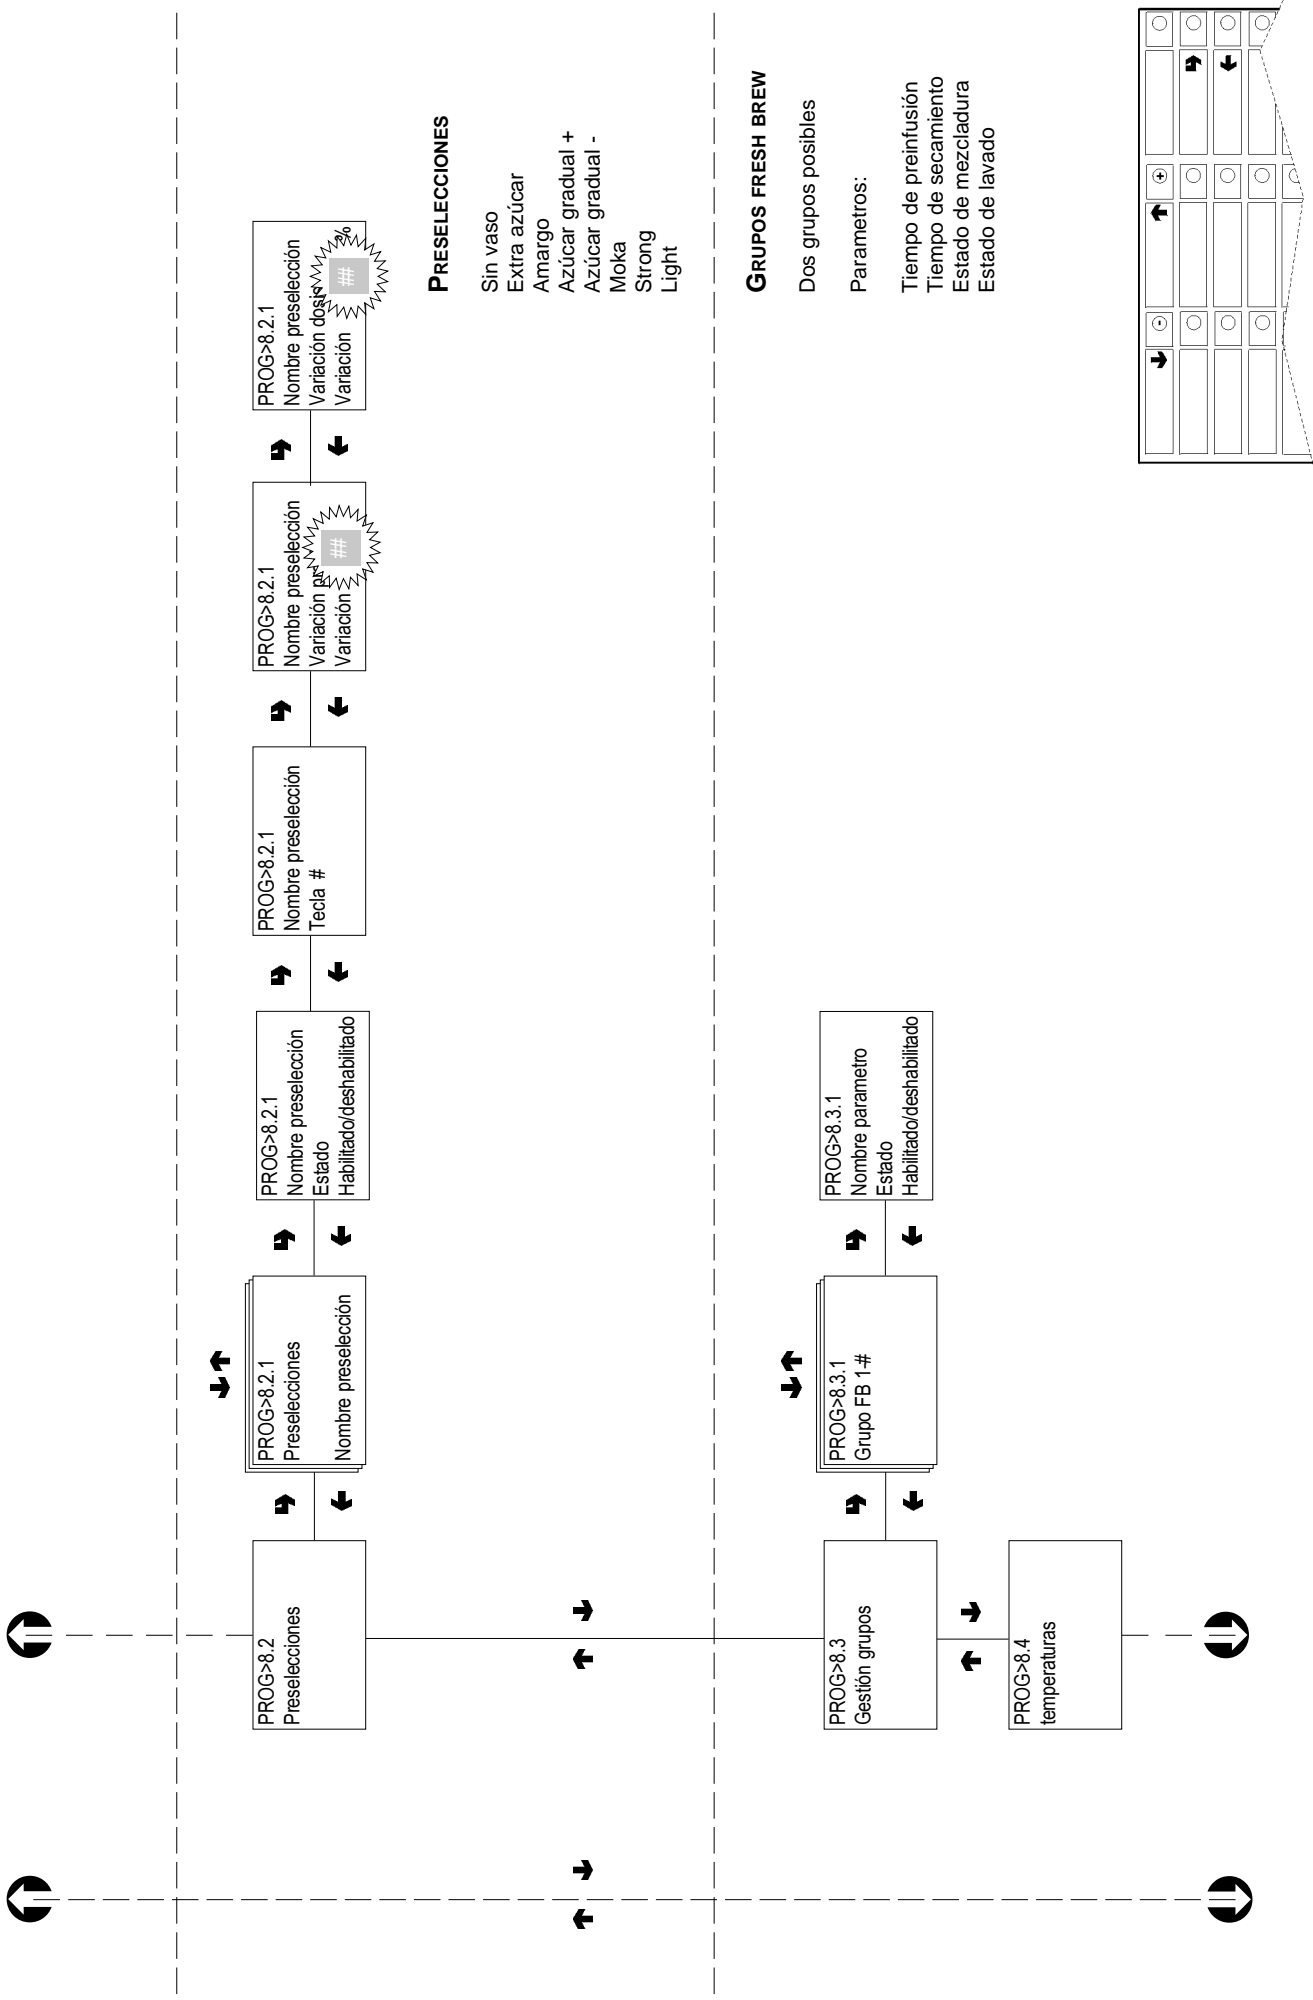 PROG>8.2
Preselecciones
PROG>8.2.1
Preselecciones
Nombre preselección
PROG>8.2.1
Nombre preselección
Estado
Habilitado/deshabilitado
PROG>8.2.1
Nombre preselección
Tecla #
PROG>8.2.1
Nombre preselección
Variación
Variación
##
PROG>8.2.1
Nombre preselección
Variación dosis
Variación
##
%
PRESELECCIONES
Sin vaso
Extra azúcar
Amargo
Azúcar gradual +
Azúcar gradual -
Moka
Strong
Light
PROG>8.3
Gestión grupos
PROG>8.3.1
Grupo FB 1-#
PROG>8.3.1
Nombre parametro
Estado
Habilitado/deshabilitado
GRUPOS FRESH BREW
Dos grupos posibles
Parametros:
Tiempo de preinfusión
Tiempo de secamiento
Estado de mezcladura
Estado de lavado
PROG>8.4
temperaturas
- +